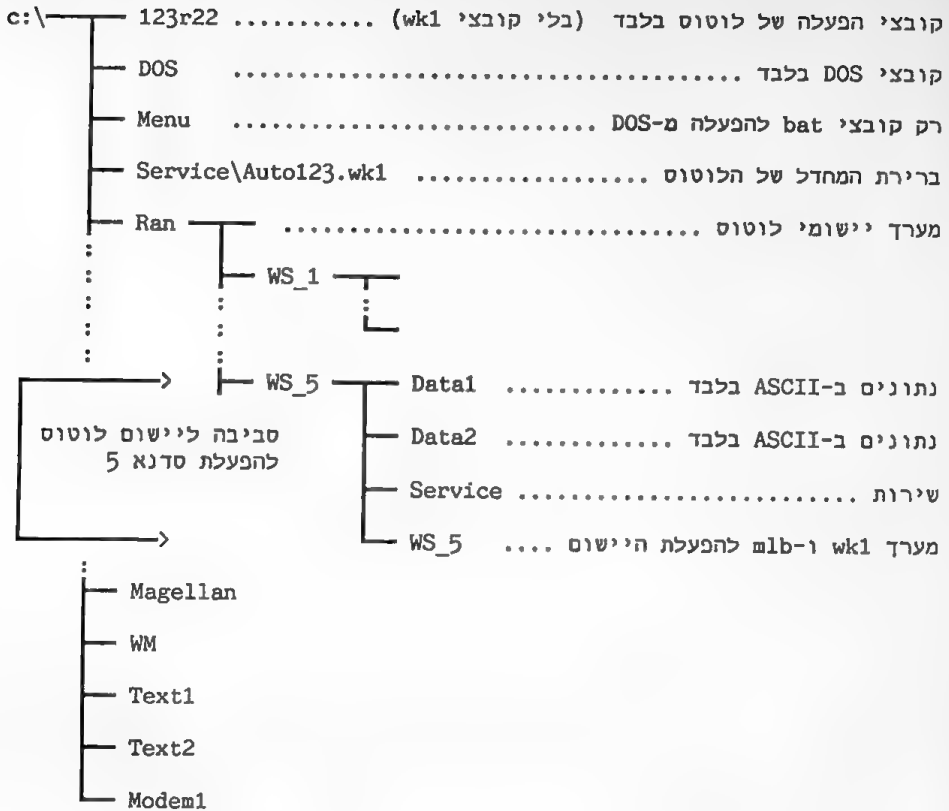 c:\ 123r22 ........... קובצי הפעלה של לוטוס בלבד (בלי קובצי wk1)
DOS .................................. קובצי DOS בלבד
Menu ........................ רק קובצי bat להפעלה מ-DOS
Service\Auto123.wk1 ................. ברירת המחדל של הלוטוס
Ran ............................. מערך יישומי לוטוס
WS_1
WS_5 Data1 ............. נתונים ב-ASCII בלבד
סביבה ליישום לוטוס
להפעלת סדנא 5
Data2 ............. נתונים ב-ASCII בלבד
Service ....................... שירות
WS_5 .... מערך wk1 ו-mlb להפעלת היישום
Magellan
WM
Text1
Text2
Modem1